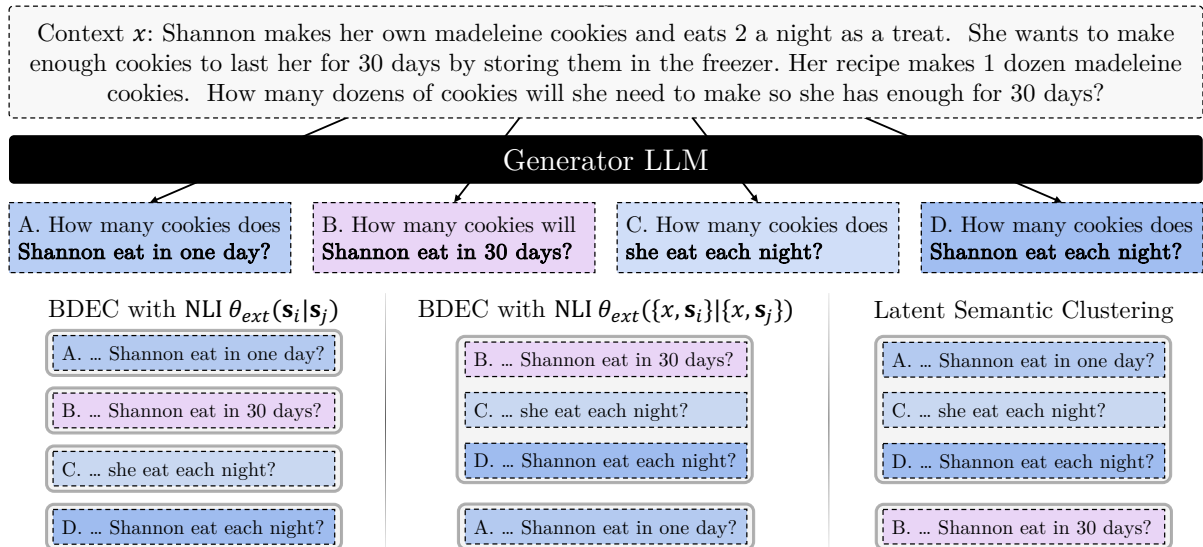 Context x: Shannon makes her own madeleine cookies and eats 2 a night as a treat. She wants to make
enough cookies to last her for 30 days by storing them in the freezer. Her recipe makes 1 dozen madeleine
cookies. How many dozens of cookies will she need to make so she has enough for 30 days?
Generator LLM
A. How many cookies does
Shannon eat in one day?
B. How many cookies will
Shannon eat in 30 days?
C. How many cookies does
she eat each night?
D. How many cookies does
Shannon eat each night?
BDEC with NLI θext(si|sj)
A. ... Shannon eat in one day?
B. ... Shannon eat in 30 days?
C. ... she eat each night?
D. ... Shannon eat each night?
BDEC with NLI θext({x, si}|{x, sj})
B. ... Shannon eat in 30 days?
C. ... she eat each night?
D. ... Shannon eat each night?
A. ... Shannon eat in one day?
Latent Semantic Clustering
A. ... Shannon eat in one day?
C. ... she eat each night?
D. ... Shannon eat each night?
B. ... Shannon eat in 30 days?